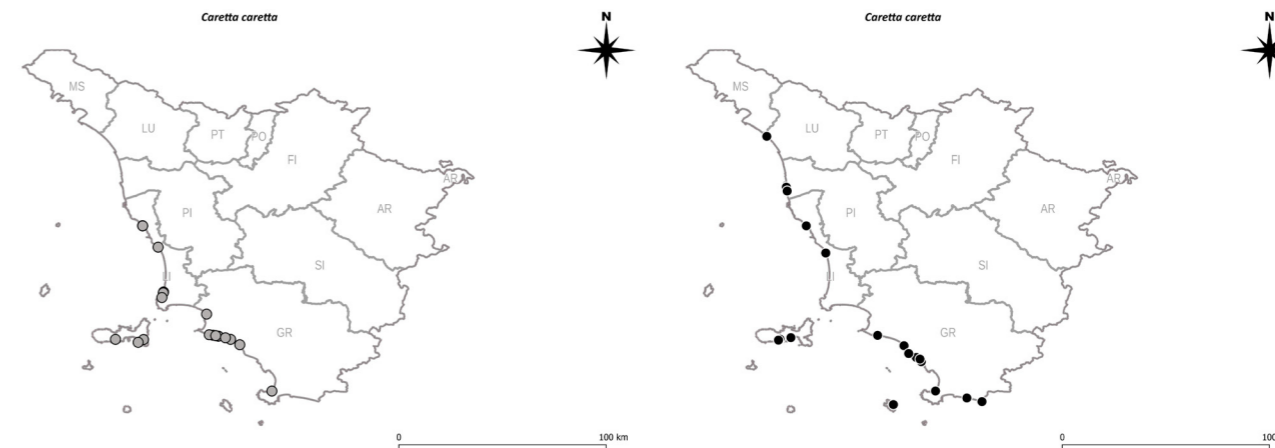 Caretta caretta
N
MS
LU
PT
PO
FI
AR
PI
AR
SI
LI
GR
0 100 km
Caretta caretta
N
MS
LU
PT
PO
FI
AR
PI
AR
SI
LI
GR
0 100